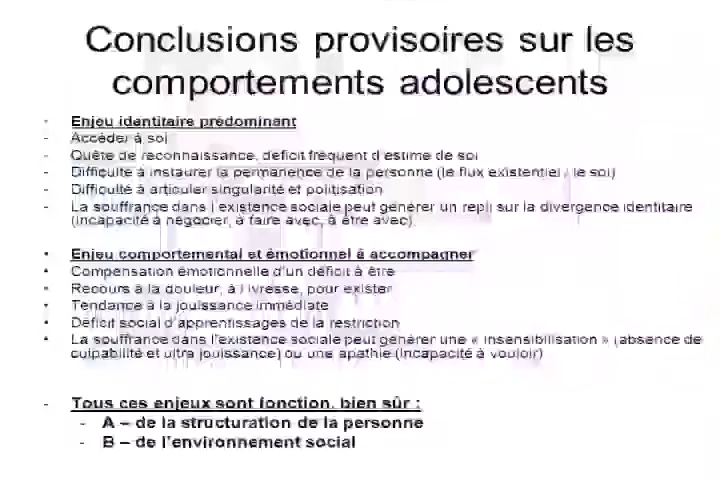 Conclusions provisoires sur les
comportements adolescents
- Enjeu identitaire prédominant
- Accéder à soi
- Quête de reconnaissance, déficit fréquent d'estime de soi
- Difficulté à instaurer la permanence de la personne (le flux existentiel / le soi)
- Difficulté à articuler singularité et politisation
- La souffrance dans l'existence sociale peut générer un repli sur la divergence identitaire
(incapacité à négocier, à faire avec, à être avec)
• Enjeu comportemental et émotionnel à accompagner
• Compensation émotionnelle d'un déficit à être
• Recours à la douleur, à l'ivresse, pour exister
• Tendance à la jouissance immédiate
• Déficit social d'apprentissages de la restriction
• La souffrance dans l'existence sociale peut générer une « insensibilisation » (absence de
culpabilité et ultra jouissance) ou une apathie (incapacité à vouloir)
- Tous ces enjeux sont fonction, bien sûr :
- A – de la structuration de la personne
- B – de l'environnement social